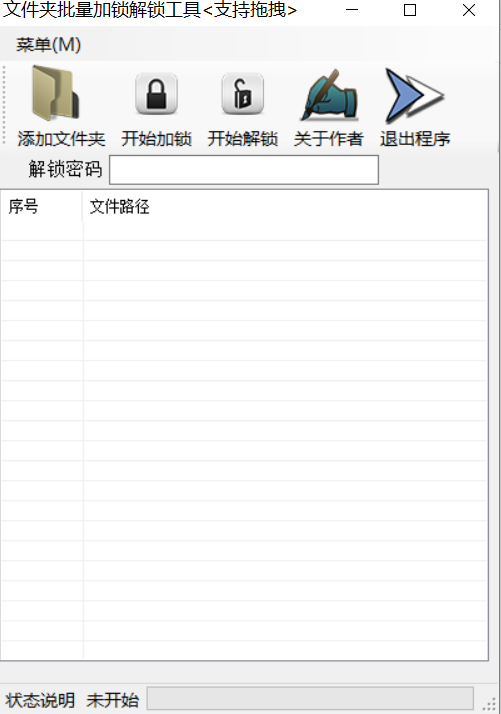 文件夹批量加锁解锁工具<支持拖拽>
菜单(M)
添加文件夹 开始加锁 开始解锁 关于作者 退出程序
解锁密码
序号 文件路径
状态说明 未开始